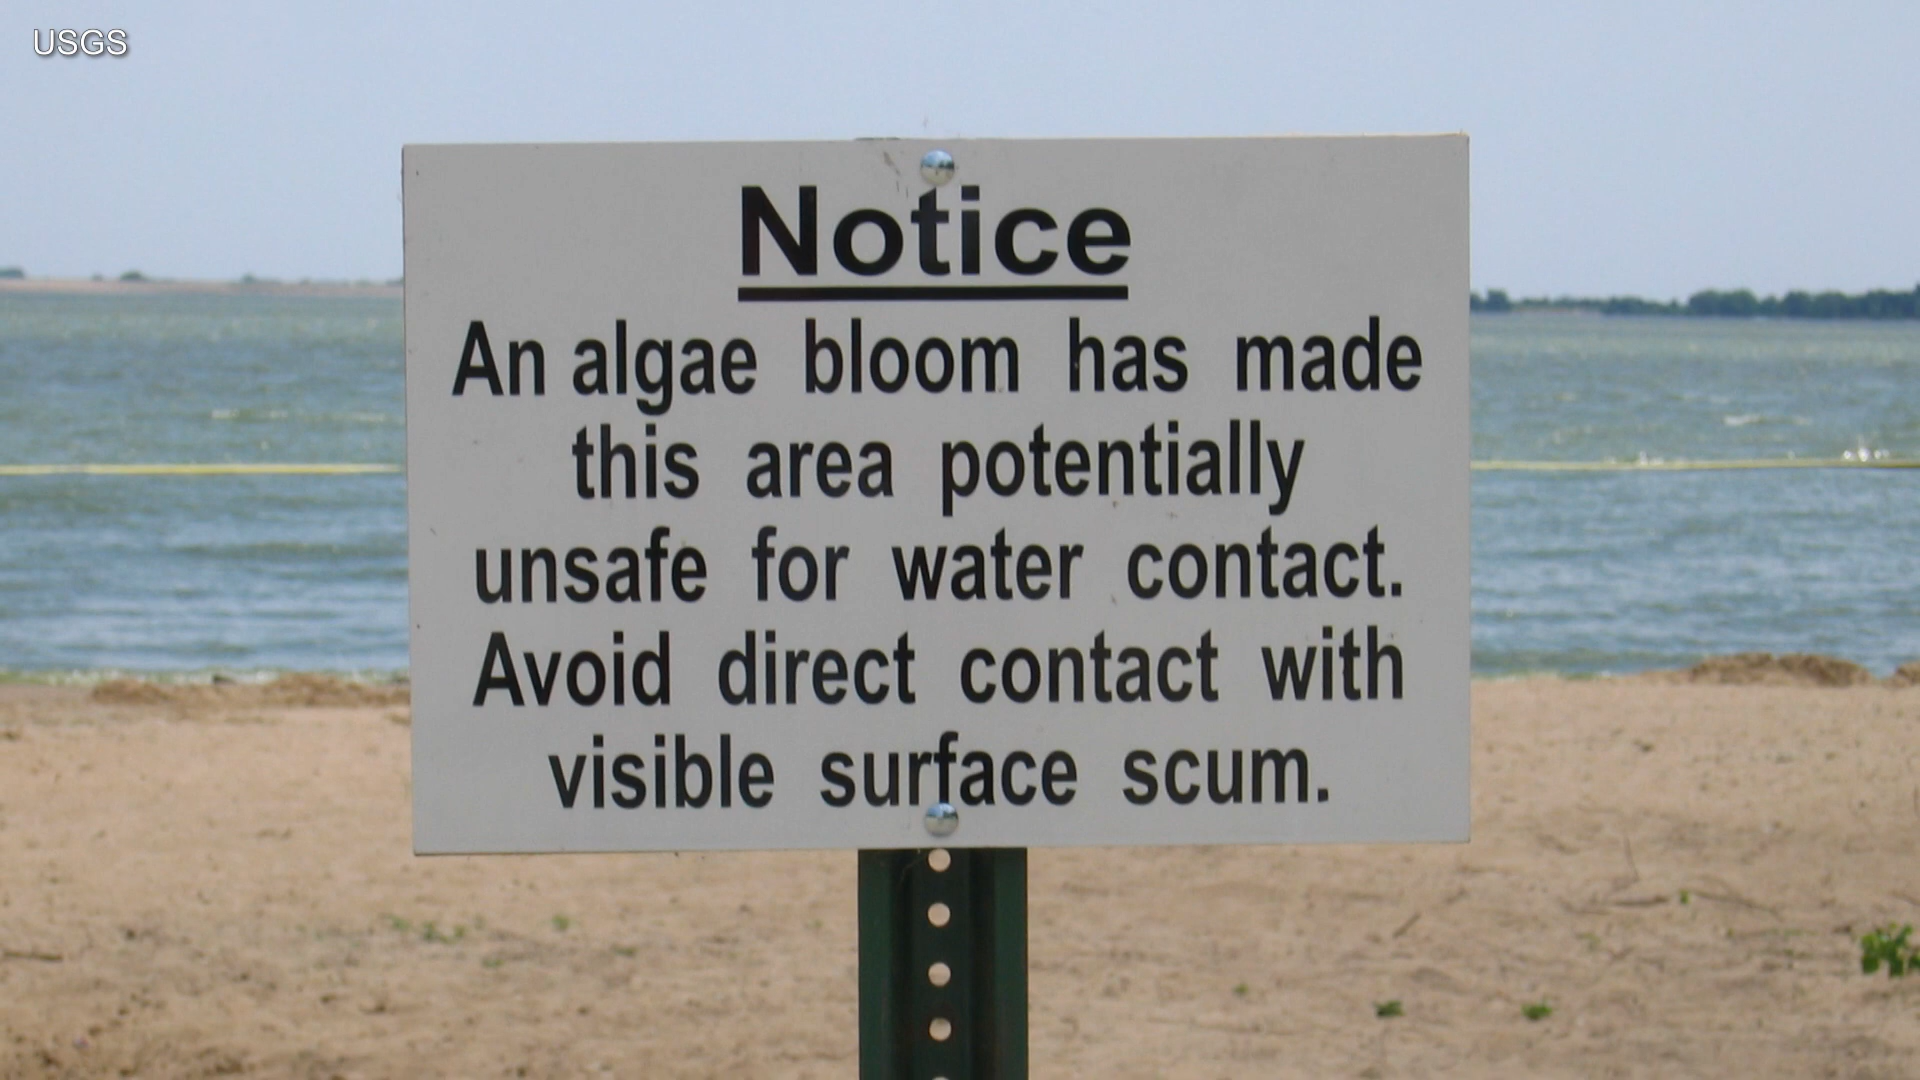 USGS
Notice
An algae bloom has made
this area potentially
unsafe for water contact.
Avoid direct contact with
visible surface scum.